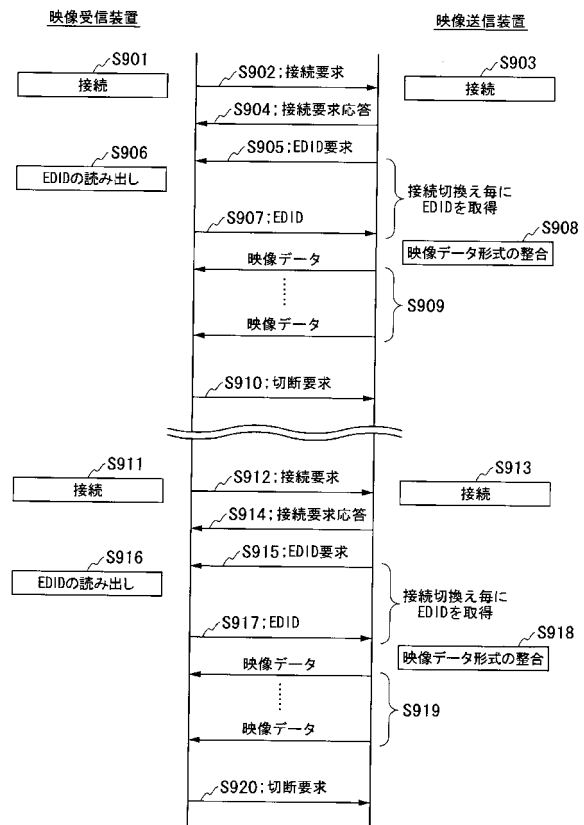 映像受信装置
映像送信装置
S901
接続
S902;接続要求
S903
接続
S904;接続要求応答
S905;EDID要求
S906
EDIDの読み出し
接続切換え毎に
EDIDを取得
S907;EDID
S908
映像データ形式の整合
映像データ
映像データ
S909
S910;切断要求
S911
接続
S912;接続要求
S913
接続
S914;接続要求応答
S915;EDID要求
S916
EDIDの読み出し
接続切換え毎に
EDIDを取得
S917;EDID
S918
映像データ形式の整合
映像データ
映像データ
S919
S920;切断要求